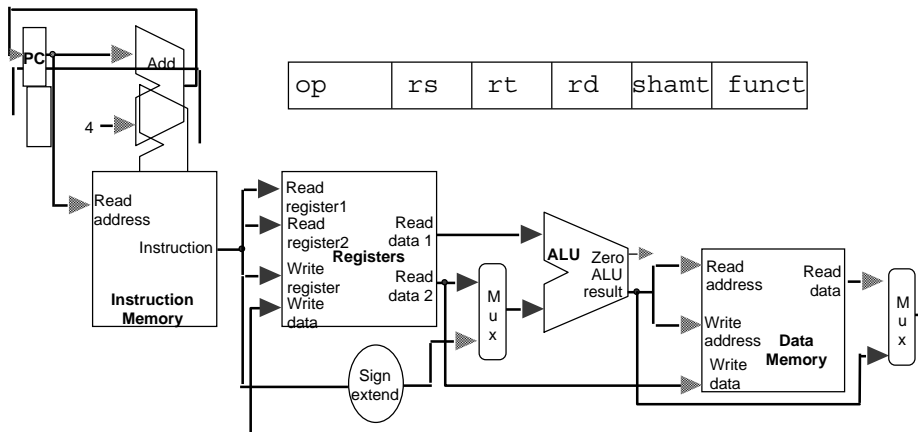 PC
Add
4
op rs rt rd shamt funct
Read
address
Instruction
Instruction
Memory
Read
register1
Read
register2
Write
register
Write
data
Registers
Read
data 1
Read
data 2
Sign
extend
M
u
x
ALU
Zero
ALU
result
Read
address
Write
address
Write
data
Read
data
Data
Memory
M
u
x